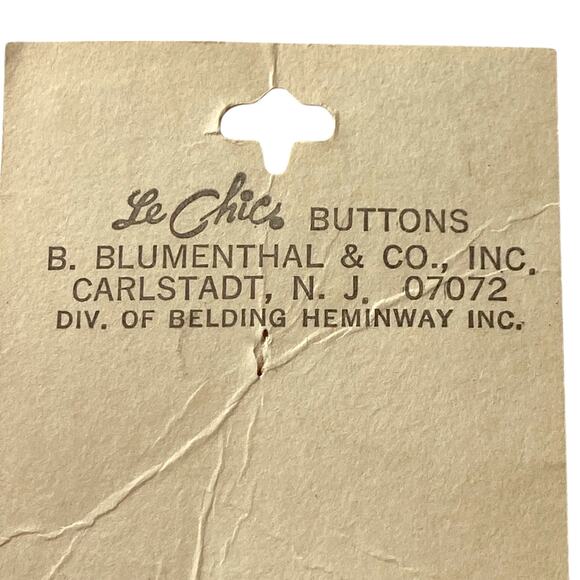 Le Chic BUTTONS
B. BLUMENTHAL & CO., INC.
CARLSTADT, N. J. 07072
DIV. OF BELDING HEMINWAY INC.